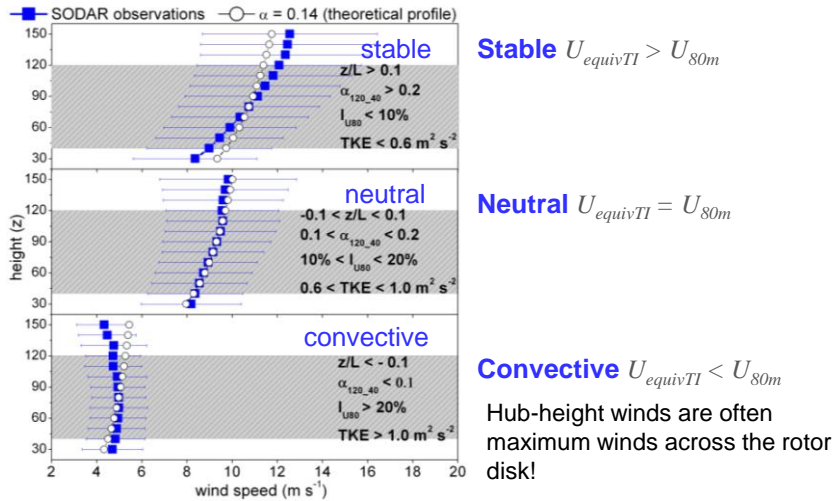 SODAR observations α = 0.14 (theoretical profile)
150
120
90
60
30
stable
z/L > 0.1
α120_40 > 0.2
IU80 < 10%
TKE < 0.6 m² s⁻²
Stable UequivTI > U80m
150
120
90
60
30
neutral
-0.1 < z/L < 0.1
0.1 < α120_40 < 0.2
10% < IU80 < 20%
0.6 < TKE < 1.0 m² s⁻²
Neutral UequivTI = U80m
height (z)
150
120
90
60
30
convective
z/L < - 0.1
α120_40 < 0.1
IU80 > 20%
TKE > 1.0 m² s⁻²
Convective UequivTI < U80m
Hub-height winds are often
maximum winds across the rotor
disk!
2 4 6 8 10 12 14 16 18 20
wind speed (m s⁻¹)